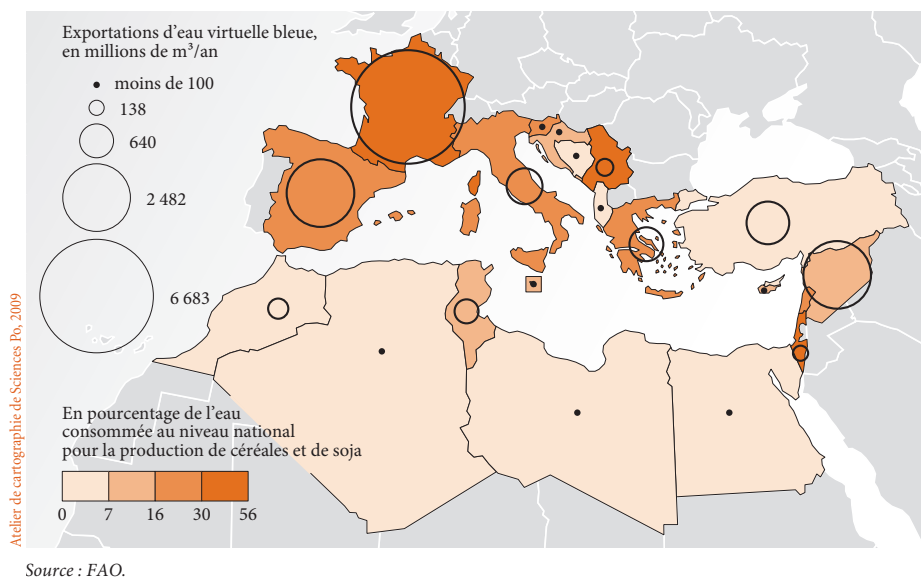 Exportations d'eau virtuelle bleue,
en millions de m³/an
moins de 100
138
640
2 482
6 683
En pourcentage de l'eau
consommée au niveau national
pour la production de céréales et de soja
0 7 16 30 56
Atelier de cartographie de Sciences Po, 2009
Source : FAO.